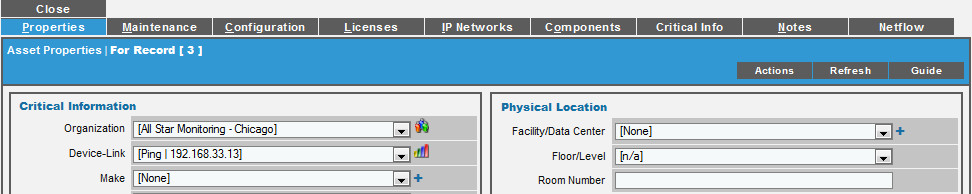 Close
Properties Maintenance Configuration Licenses IP Networks Components Critical Info Notes Netflow
Asset Properties | For Record [ 3 ]
Actions Refresh Guide
Critical Information
Organization [All Star Monitoring - Chicago]
Device-Link [Ping | 192.168.33.13]
Make [None]
Physical Location
Facility/Data Center [None]
Floor/Level [n/a]
Room Number